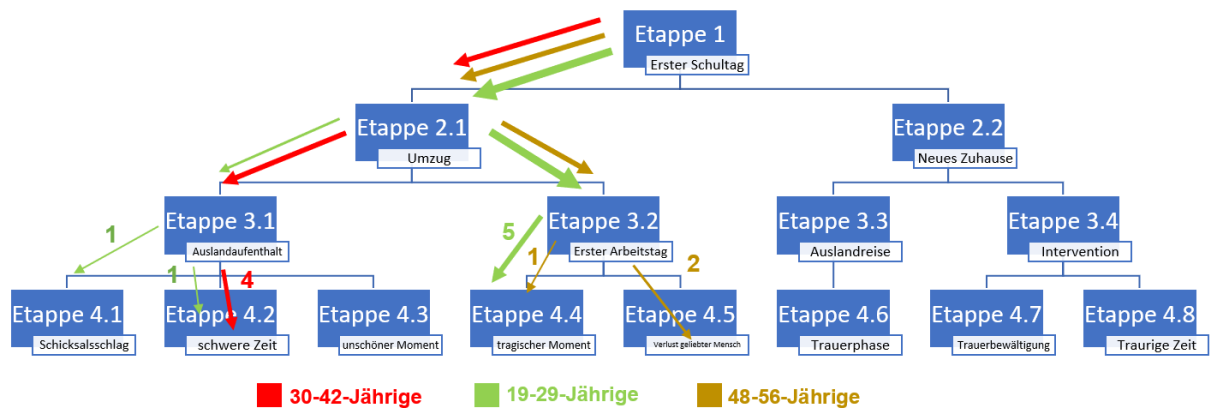 Etappe 1
Erster Schultag
Etappe 2.1
Umzug
Etappe 2.2
Neues Zuhause
Etappe 3.1
Auslandaufenthalt
Etappe 3.2
Erster Arbeitstag
Etappe 3.3
Auslandreise
Etappe 3.4
Intervention
1
1
4
5
1
2
Etappe 4.1
Schicksalsschlag
Etappe 4.2
schwere Zeit
Etappe 4.3
unschöner Moment
Etappe 4.4
tragischer Moment
Etappe 4.5
Verlust geliebter Mensch
Etappe 4.6
Trauerphase
Etappe 4.7
Trauerbewältigung
Etappe 4.8
Traurige Zeit
30-42-Jährige
19-29-Jährige
48-56-Jährige